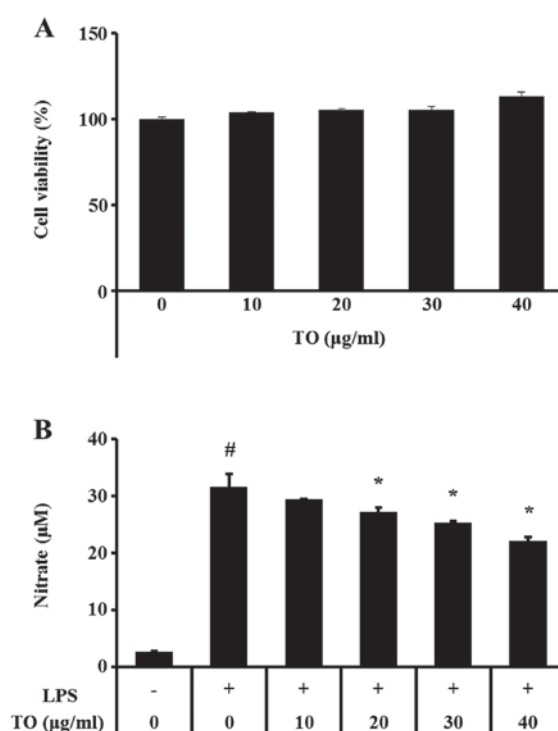 A
150
100
50
0
Cell viability (%)
0 10 20 30 40
TO (µg/ml)
B
40
30
20
10
0
Nitrate (µM)
# * * *
LPS - + + + + +
TO (µg/ml) 0 0 10 20 30 40